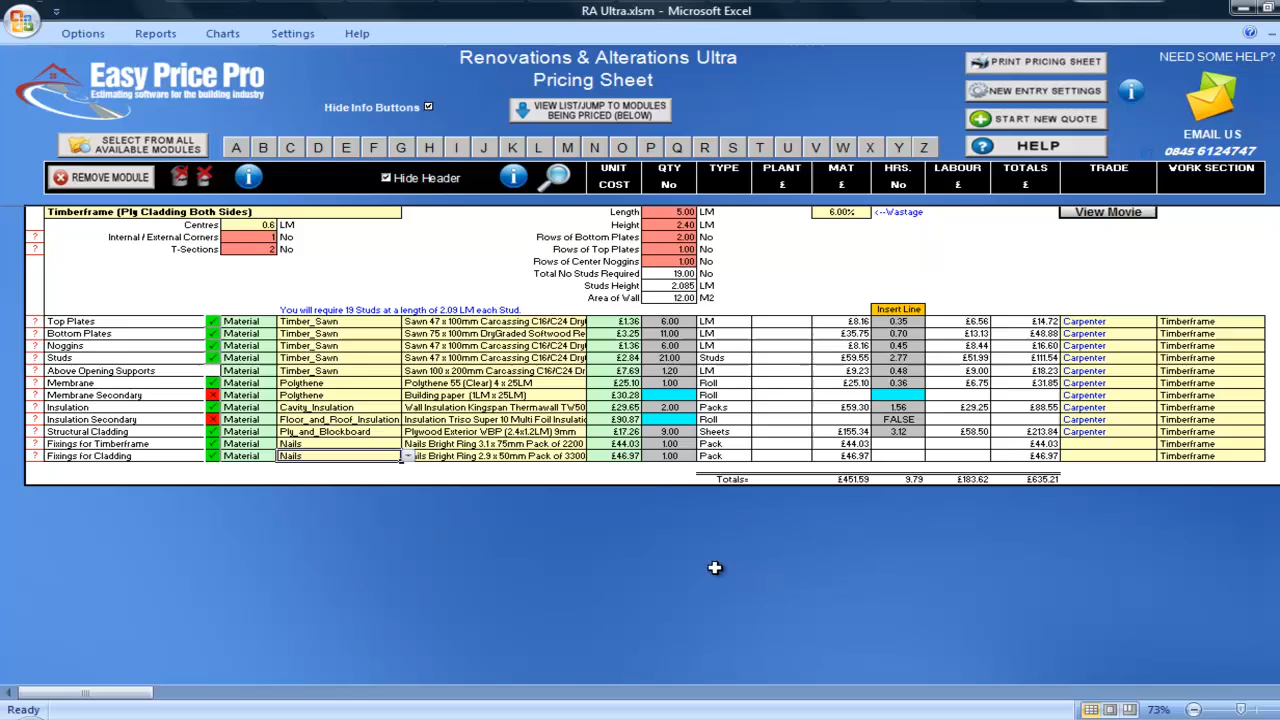 RA Ultra.xlsm - Microsoft Excel
Options Reports Charts Settings Help
Easy Price Pro
Estimating software for the building industry
Renovations & Alterations Ultra
Pricing Sheet
Hide Info Buttons
VIEW LIST/JUMP TO MODULES
BEING PRICED (BELOW)
PRINT PRICING SHEET
NEW ENTRY SETTINGS
START NEW QUOTE
HELP
NEED SOME HELP?
EMAIL US
0845 6124747
SELECT FROM ALL
AVAILABLE MODULES
A B C D E F G H I J K L M N O P Q R S T U V W X Y Z
REMOVE MODULE
Hide Header
UNIT QTY TYPE PLANT MAT HRS. LABOUR TOTALS TRADE WORK SECTION
COST No £ £ No £ £
Timberframe (Ply Cladding Both Sides) Length 5.00 LM 6.00% <--Wastage View Movie
Centres 0.6 LM Height 2.40 LM
? Internal / External Corners 1 No Rows of Bottom Plates 2.00 No
? T-Sections 2 No Rows of Top Plates 1.00 No
Rows of Center Noggins 1.00 No
Total No Studs Required 19.00 No
Studs Height 2.085 LM
Area of Wall 12.00 M2
You will require 19 Studs at a length of 2.09 LM each Stud. Insert Line
? Top Plates Material Timber_Sawn Sawn 47 x 100mm Carcassing C16/C24 Dry £1.36 6.00 LM £8.16 0.35 £6.56 £14.72 Carpenter Timberframe
? Bottom Plates Material Timber_Sawn Sawn 75 x 100mm DryGraded Softwood Re £3.25 11.00 LM £35.75 0.70 £13.13 £48.88 Carpenter Timberframe
? Noggins Material Timber_Sawn Sawn 47 x 100mm Carcassing C16/C24 Dry £1.36 6.00 LM £8.16 0.45 £8.44 £16.60 Carpenter Timberframe
? Studs Material Timber_Sawn Sawn 47 x 100mm Carcassing C16/C24 Dry £2.84 21.00 Studs £59.55 2.77 £51.99 £111.54 Carpenter Timberframe
? Above Opening Supports Material Timber_Sawn Sawn 100 x 200mm Carcassing C16/C24 Dr £7.69 1.20 LM £9.23 0.48 £9.00 £18.23 Carpenter Timberframe
? Membrane Material Polythene Polythene 55 (Clear) 4 x 25LM £25.10 1.00 Roll £25.10 0.36 £6.75 £31.85 Carpenter Timberframe
? Membrane Secondary Material Polythene Building paper (1LM x 25LM) £30.28 Roll Carpenter Timberframe
? Insulation Material Cavity_Insulation Wall Insulation Kingspan Thermawall TW50 £29.65 2.00 Packs £59.30 1.56 £29.25 £88.55 Carpenter Timberframe
? Insulation Secondary Material Floor_and_Roof_Insulation Insulation Triso Super 10 Multi Foil Insulatio £90.87 Roll FALSE Carpenter Timberframe
? Structural Cladding Material Ply_and_Blockboard Plywood Exterior WBP (2.4x1.2LM) 9mm £17.26 9.00 Sheets £155.34 3.12 £58.50 £213.84 Carpenter Timberframe
? Fixings for Timberframe Material Nails Nails Bright Ring 3.1 x 75mm Pack of 2200 £44.03 1.00 Pack £44.03 £44.03 Timberframe
? Fixings for Cladding Material Nails ils Bright Ring 2.9 x 50mm Pack of 3300 £46.97 1.00 Pack £46.97 £46.97 Timberframe
Totals= £451.59 9.79 £183.62 £635.21
Ready 73%